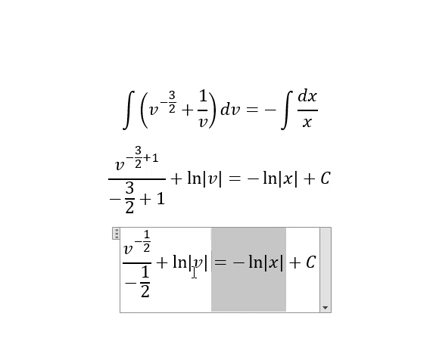 ∫(v^{-3/2} + 1/v)dv = -∫dx/x
v^{-3/2+1}/(-3/2 + 1) + ln|v| = -ln|x| + C
v^{-1/2}/(-1/2) + ln|v| = -ln|x| + C